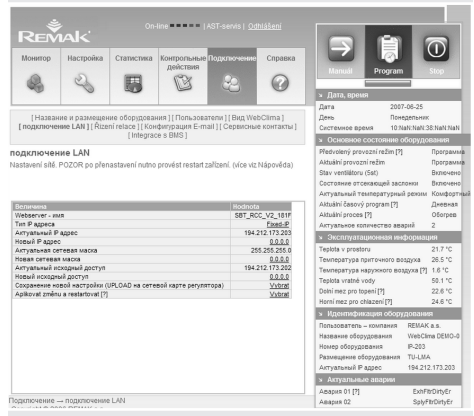 REMAK
On-line | AST-servis | Odhlášení
Монитор
Настройка
Статистика
Контрольные действия
Подключение
Справка
[ Название и размещение оборудования ] [ Пользователи ] [ Вид WebClima ]
[ подключение LAN ] [ Řízení relace ] [ Конфигурация E-mail ] [ Сервисные контакты ]
[ Integrace s BMS ]
подключение LAN
Nastavení sítě. POZOR po přenastavení nutno provést restart zařízení. (více viz Nápověda)
Величина Hodnota
Webserver - имя SBT_RCC_V2_181F
Тип IP адреса Fixed-IP
Актуальный IP адрес 194.212.173.203
Новый IP адрес 0.0.0.0
Актуальная сетевая маска 255.255.255.0
Новая сетевая маска 0.0.0.0
Актуальный исходный доступ 194.212.173.202
Новый исходный доступ 0.0.0.0
Сохранение новой настройки (UPLOAD на сетевой карте регулятора) Vybrat
Aplikovat změnu a restartovat [?] Vybrat
Подключение → подключение LAN
Manuál
Program
Stop
» Дата, время
Дата 2007-06-25
День Понедельник
Системное время 10:NaN:NaN:38:NaN:NaN
» Основное состояние оборудования
Předvolený provozní režim [?] Программа
Aktuální provozní režim Программа
Stav ventilátoru (5st) Включено
Состояние отсекающей заслонки Включено
Актуальный температурный режим Комфортный
Aktuální časový program [?] Дневная
Aktuální proces [?] Обогрев
Актуальное количество аварий 2
» Эксплуатационная информация
Teplota v prostoru 21.7 °C
Температура приточного воздуха 26.5 °C
Температура наружного воздуха [?] 1.6 °C
Teplota vratné vody 50.1 °C
Dolní mez pro topení [?] 22.6 °C
Horní mez pro chlazení [?] 24.6 °C
» Идентификация оборудования
Пользователь – компания REMAK a.s.
Название оборудования WebClima DEMO-0
Номер оборудования IP-203
Размещение оборудования TU-LMA
Актуальный IP адрес 194.212.173.203
» Актуальные аварии
Авария 01 [?] ExhFltrDirtyEr
Авария 02 SplyFltrDirtyEr